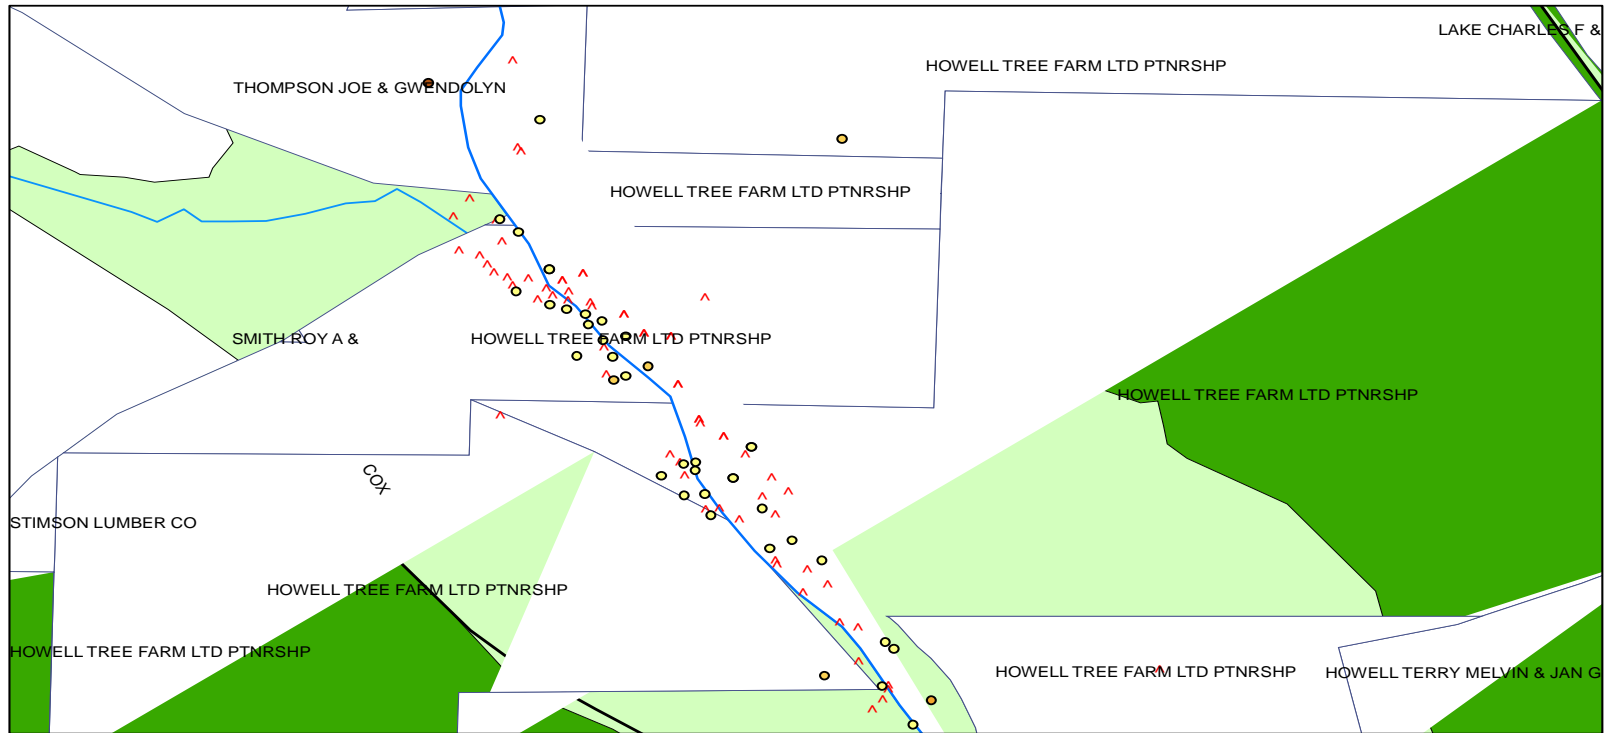 LAKE CHARLES F &
HOWELL TREE FARM LTD PTNRSHP
THOMPSON JOE & GWENDOLYN
HOWELL TREE FARM LTD PTNRSHP
SMITH ROY A &
HOWELL TREE FARM LTD PTNRSHP
HOWELL TREE FARM LTD PTNRSHP
COX
STIMSON LUMBER CO
HOWELL TREE FARM LTD PTNRSHP
HOWELL TREE FARM LTD PTNRSHP
HOWELL TREE FARM LTD PTNRSHP
HOWELL TERRY MELVIN & JAN G